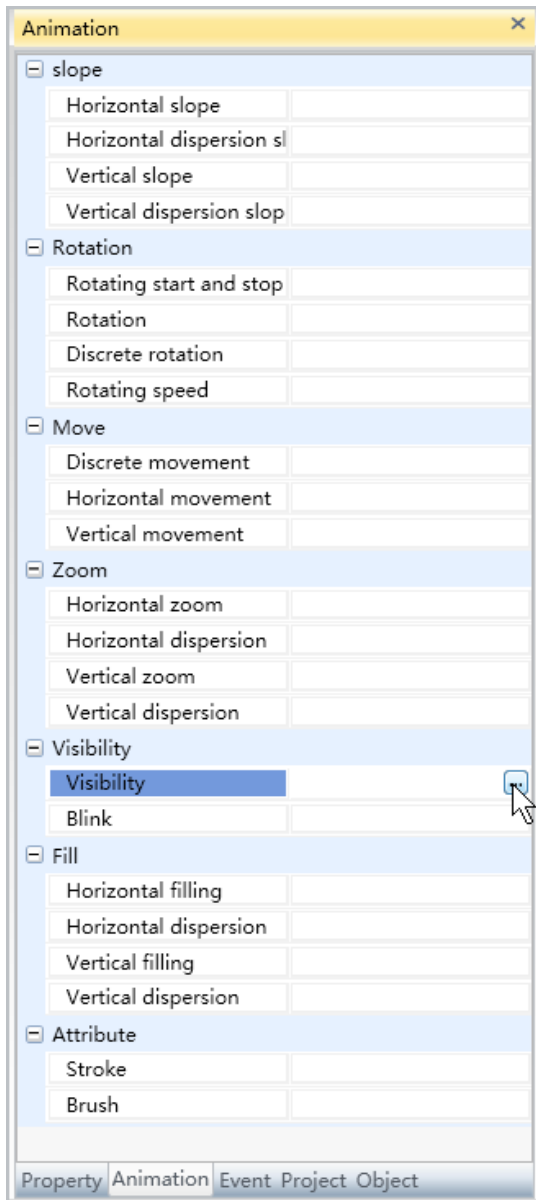 Animation
slope
Horizontal slope
Horizontal dispersion sl
Vertical slope
Vertical dispersion slop
Rotation
Rotating start and stop
Rotation
Discrete rotation
Rotating speed
Move
Discrete movement
Horizontal movement
Vertical movement
Zoom
Horizontal zoom
Horizontal dispersion
Vertical zoom
Vertical dispersion
Visibility
Visibility ...
Blink
Fill
Horizontal filling
Horizontal dispersion
Vertical filling
Vertical dispersion
Attribute
Stroke
Brush
Property Animation Event Project Object